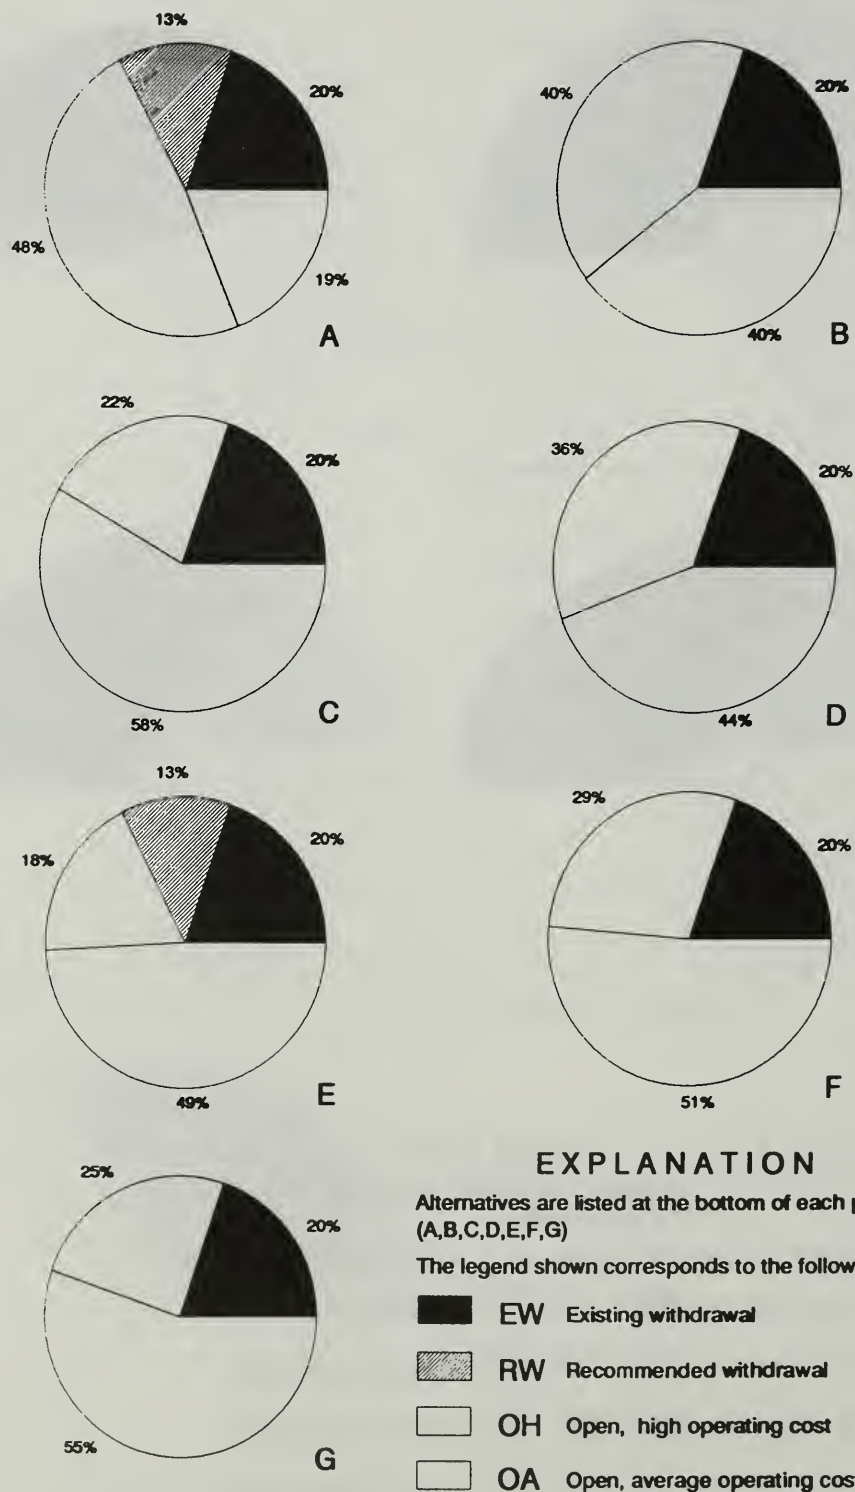 13%
20%
48%
19%
A
40%
20%
40%
B
22%
20%
58%
C
36%
20%
44%
D
13%
18%
20%
49%
E
29%
20%
51%
F
25%
20%
55%
G
EXPLANATION
Alternatives are listed at the bottom of each
(A,B,C,D,E,F,G)
The legend shown corresponds to the
EW Existing withdrawal
RW Recommended withdrawal
OH Open, high operating cost
OA Open, average operating cost